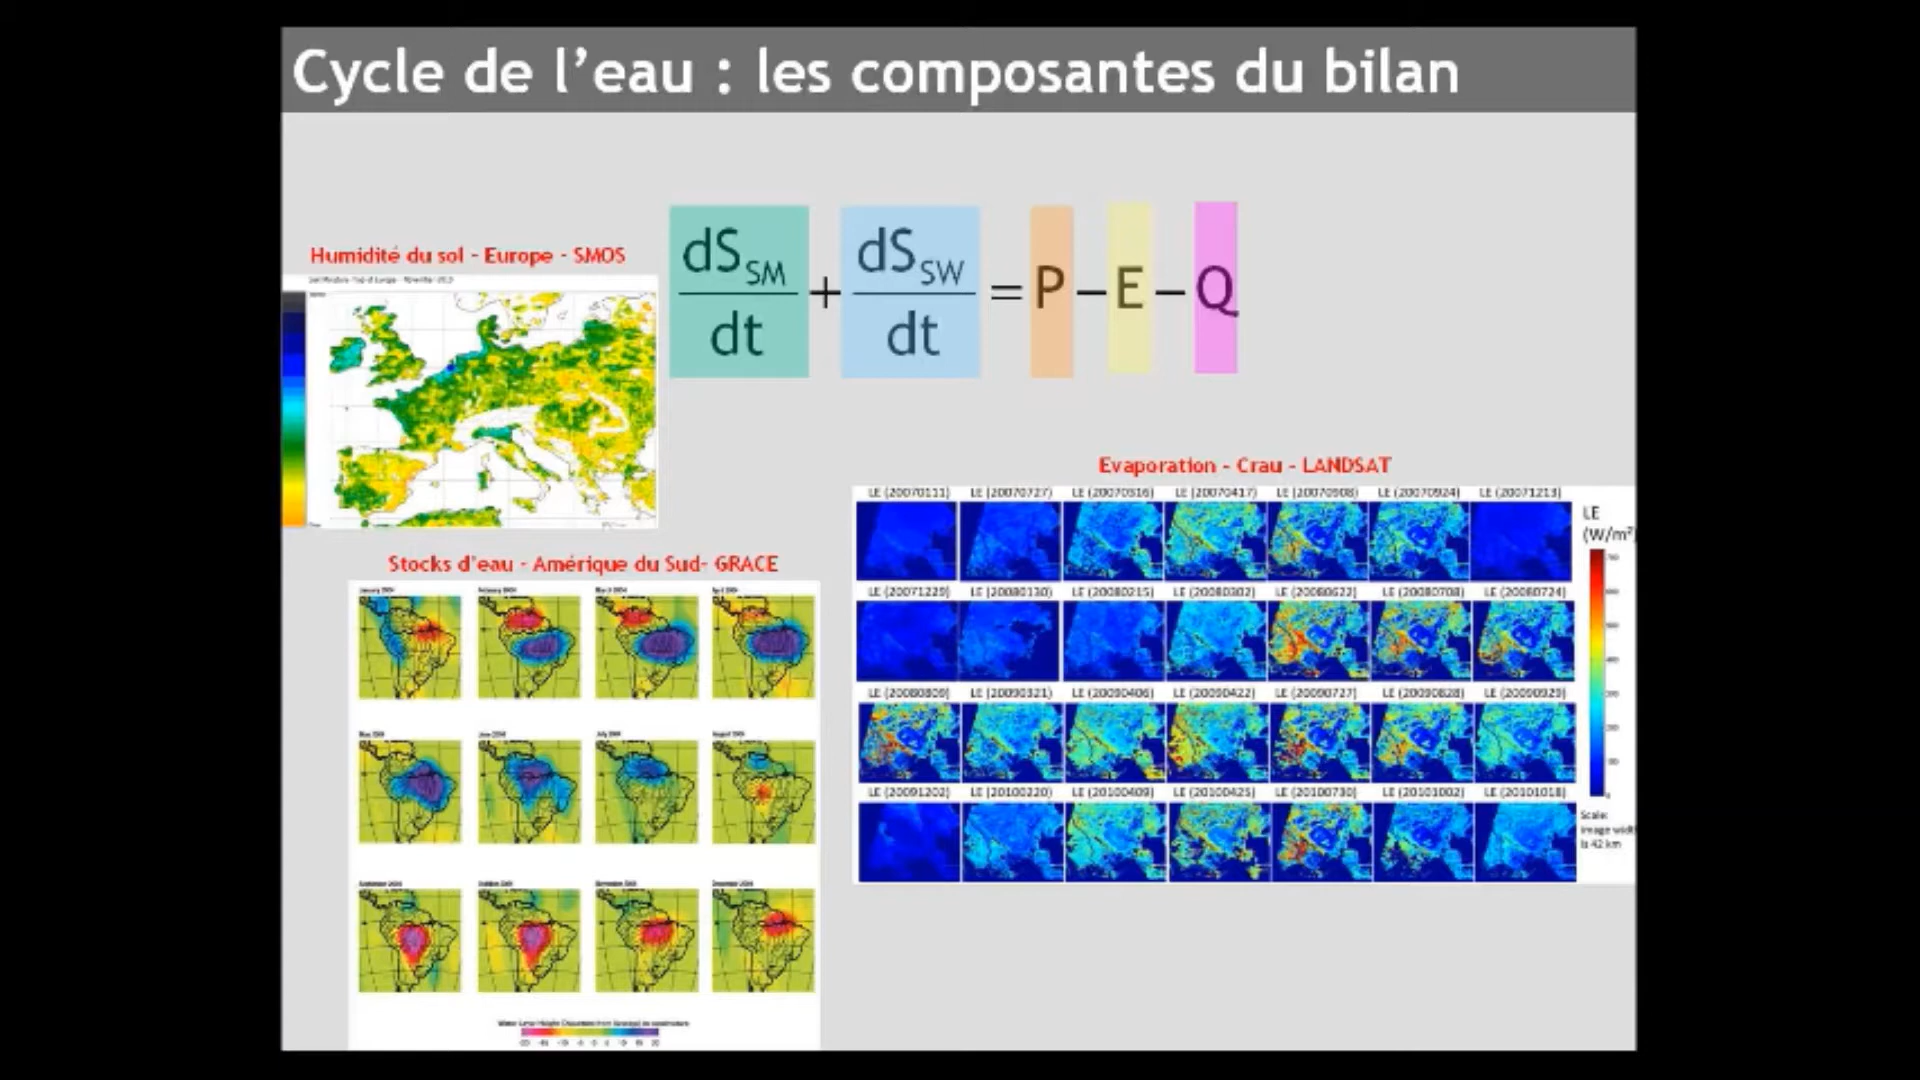 Cycle de l'eau : les composantes du bilan
dS_SM/dt + dS_SW/dt = P – E – Q
Humidité du sol - Europe - SMOS
Evaporation - Crau - LANDSAT
LE (20070111) LE (20070727) LE (20070316) LE (20070417) LE (20070908) LE (20070924) LE (20071213)
LE
(W/m²)
LE (20071229) LE (20080130) LE (20080215) LE (20080302) LE (20080622) LE (20080708) LE (20080724)
LE (20080809) LE (20090321) LE (20090406) LE (20090422) LE (20090727) LE (20090828) LE (20090929)
LE (20091202) LE (20100220) LE (20100409) LE (20100425) LE (20100730) LE (20101002) LE (20101018)
Scale:
image width
is 42 km
Stocks d'eau - Amérique du Sud- GRACE